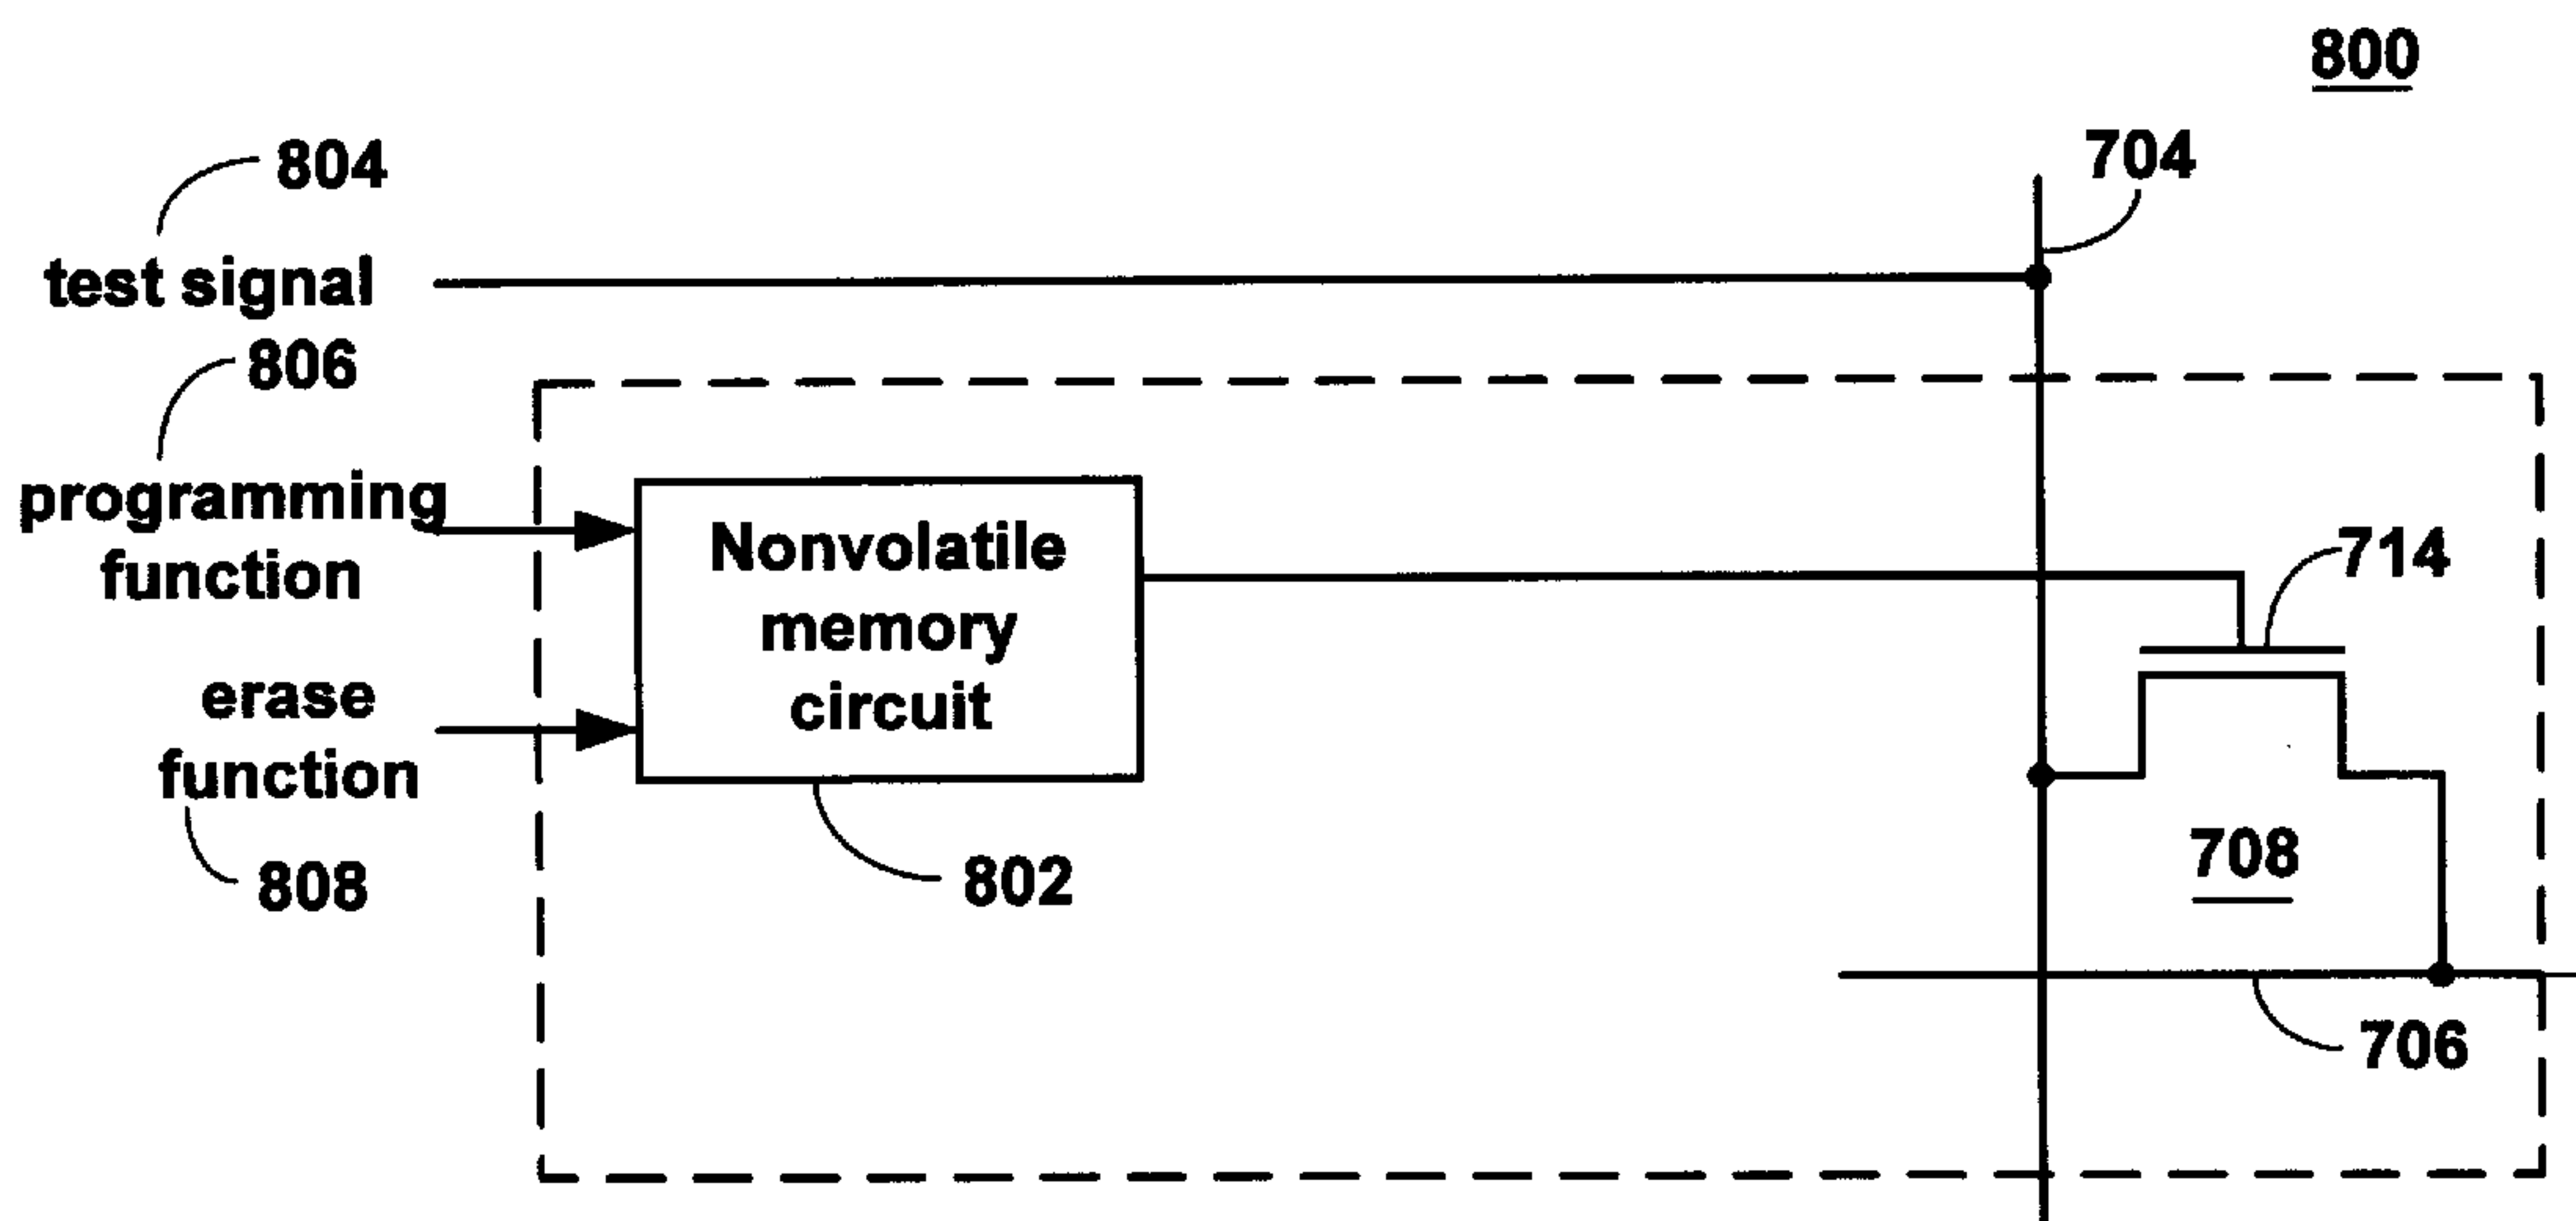 800
804
704
test signal
806
programming
function
714
Nonvolatile
memory
circuit
erase
function
708
808
802
706